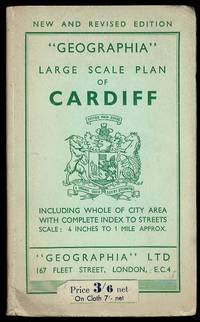 NEW AND REVISED EDITION
"GEOGRAPHIA"
LARGE SCALE PLAN
OF
CARDIFF
INCLUDING WHOLE OF CITY AREA
WITH COMPLETE INDEX TO STREETS
SCALE: 4 INCHES TO 1 MILE APPROX.
"GEOGRAPHIA" LTD
167 FLEET STREET, LONDON, E.C.4
Price 3/6 net
On Cloth 7/- net